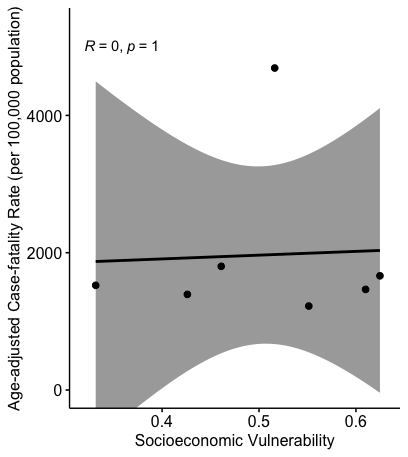 Age-adjusted Case-fatality Rate (per 100,000 population)
R = 0, p = 1
4000
2000
0
0.4 0.5 0.6
Socioeconomic Vulnerability